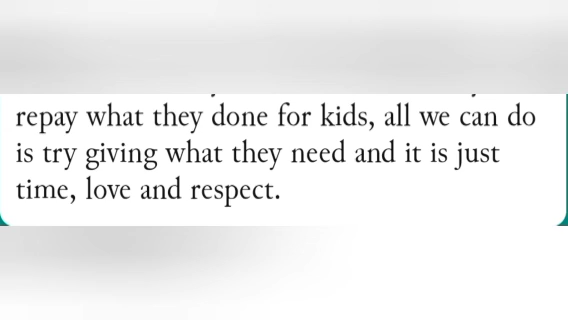 repay what they done for kids, all we can do
is try giving what they need and it is just
time, love and respect.